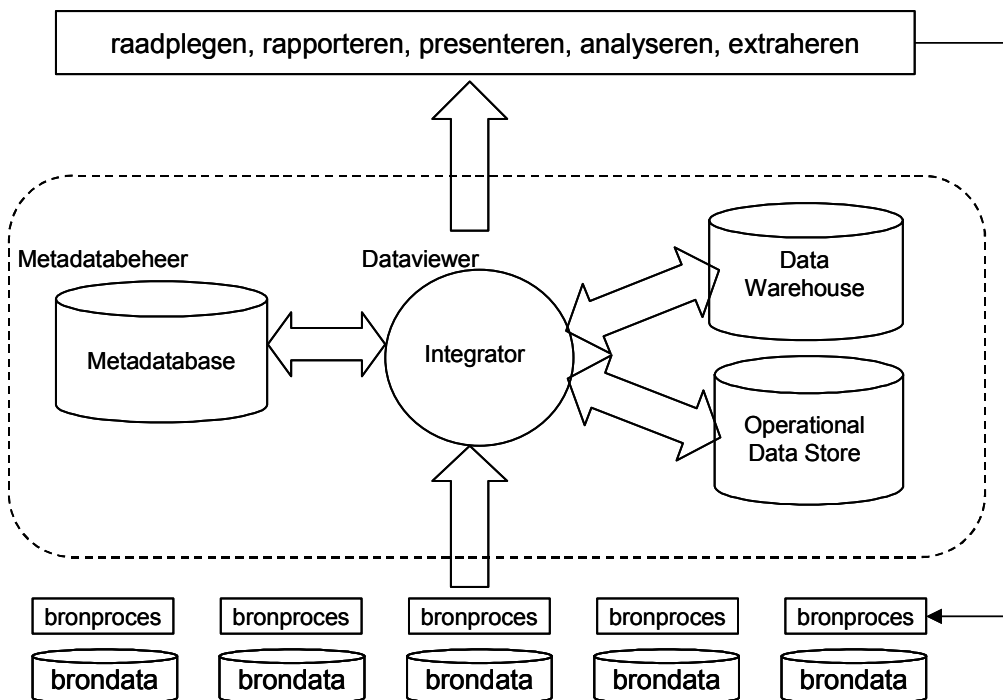 raadplegen, rapporteren, presenteren, analyseren, extraheren
Metadatabeheer
Dataviewer
Data
Warehouse
Metadatabase
Integrator
Operational
Data Store
bronproces
bronproces
bronproces
bronproces
bronproces
brondata
brondata
brondata
brondata
brondata